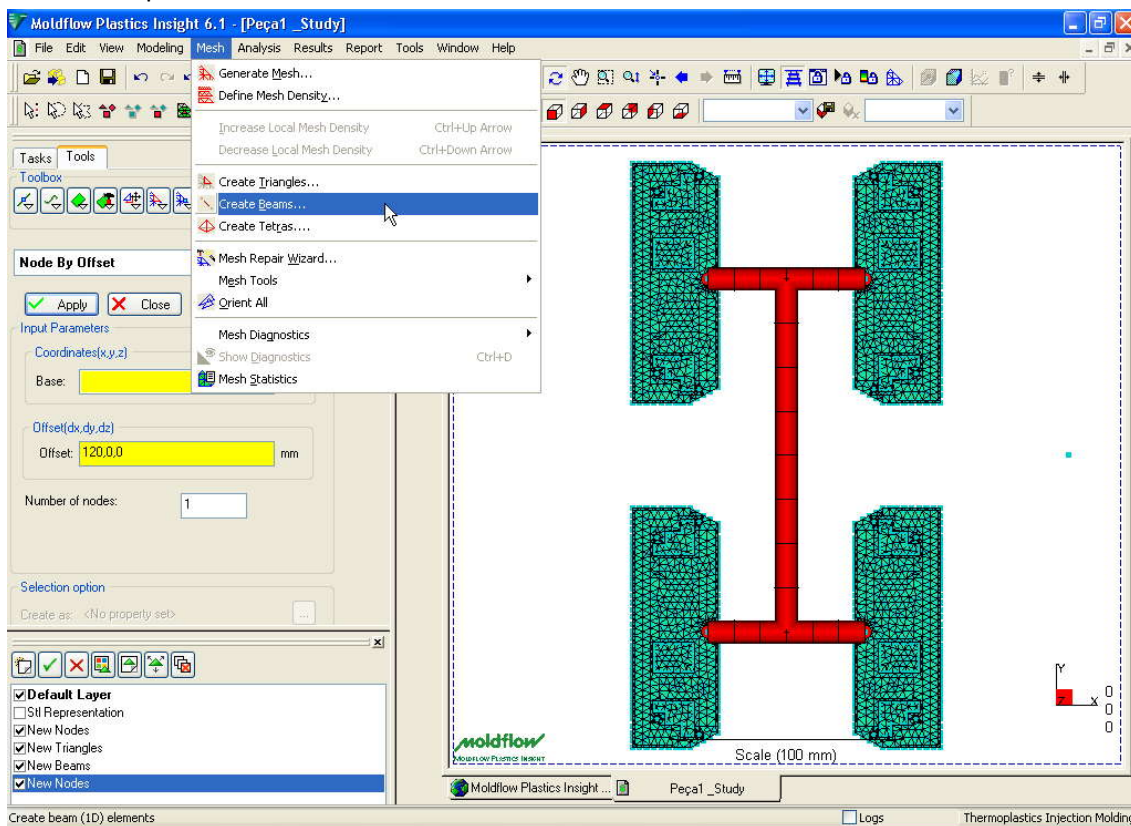 Moldflow Plastics Insight 6.1 - [Peça1 _Study]
File Edit View Modeling Mesh Analysis Results Report Tools Window Help
Generate Mesh...
Define Mesh Density...
Increase Local Mesh Density Ctrl+Up Arrow
Decrease Local Mesh Density Ctrl+Down Arrow
Create Triangles...
Create Beams...
Create Tetras....
Mesh Repair Wizard...
Mesh Tools
Orient All
Mesh Diagnostics
Show Diagnostics Ctrl+D
Mesh Statistics
Tasks Tools
Toolbox
Node By Offset
Apply Close
Input Parameters
Coordinates(x,y,z)
Base:
Offset(dx,dy,dz)
Offset: 120,0,0 mm
Number of nodes: 1
Selection option
Create as: <No property set> ...
Default Layer
Stl Representation
New Nodes
New Triangles
New Beams
New Nodes
Y
Z X 0
0
0
moldflow
MOLDFLOW PLASTICS INSIGHT
Scale (100 mm)
Moldflow Plastics Insight ... Peça1 _Study
Create beam (1D) elements Logs Thermoplastics Injection Molding